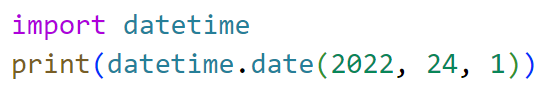 import datetime
print(datetime.date(2022, 24, 1))